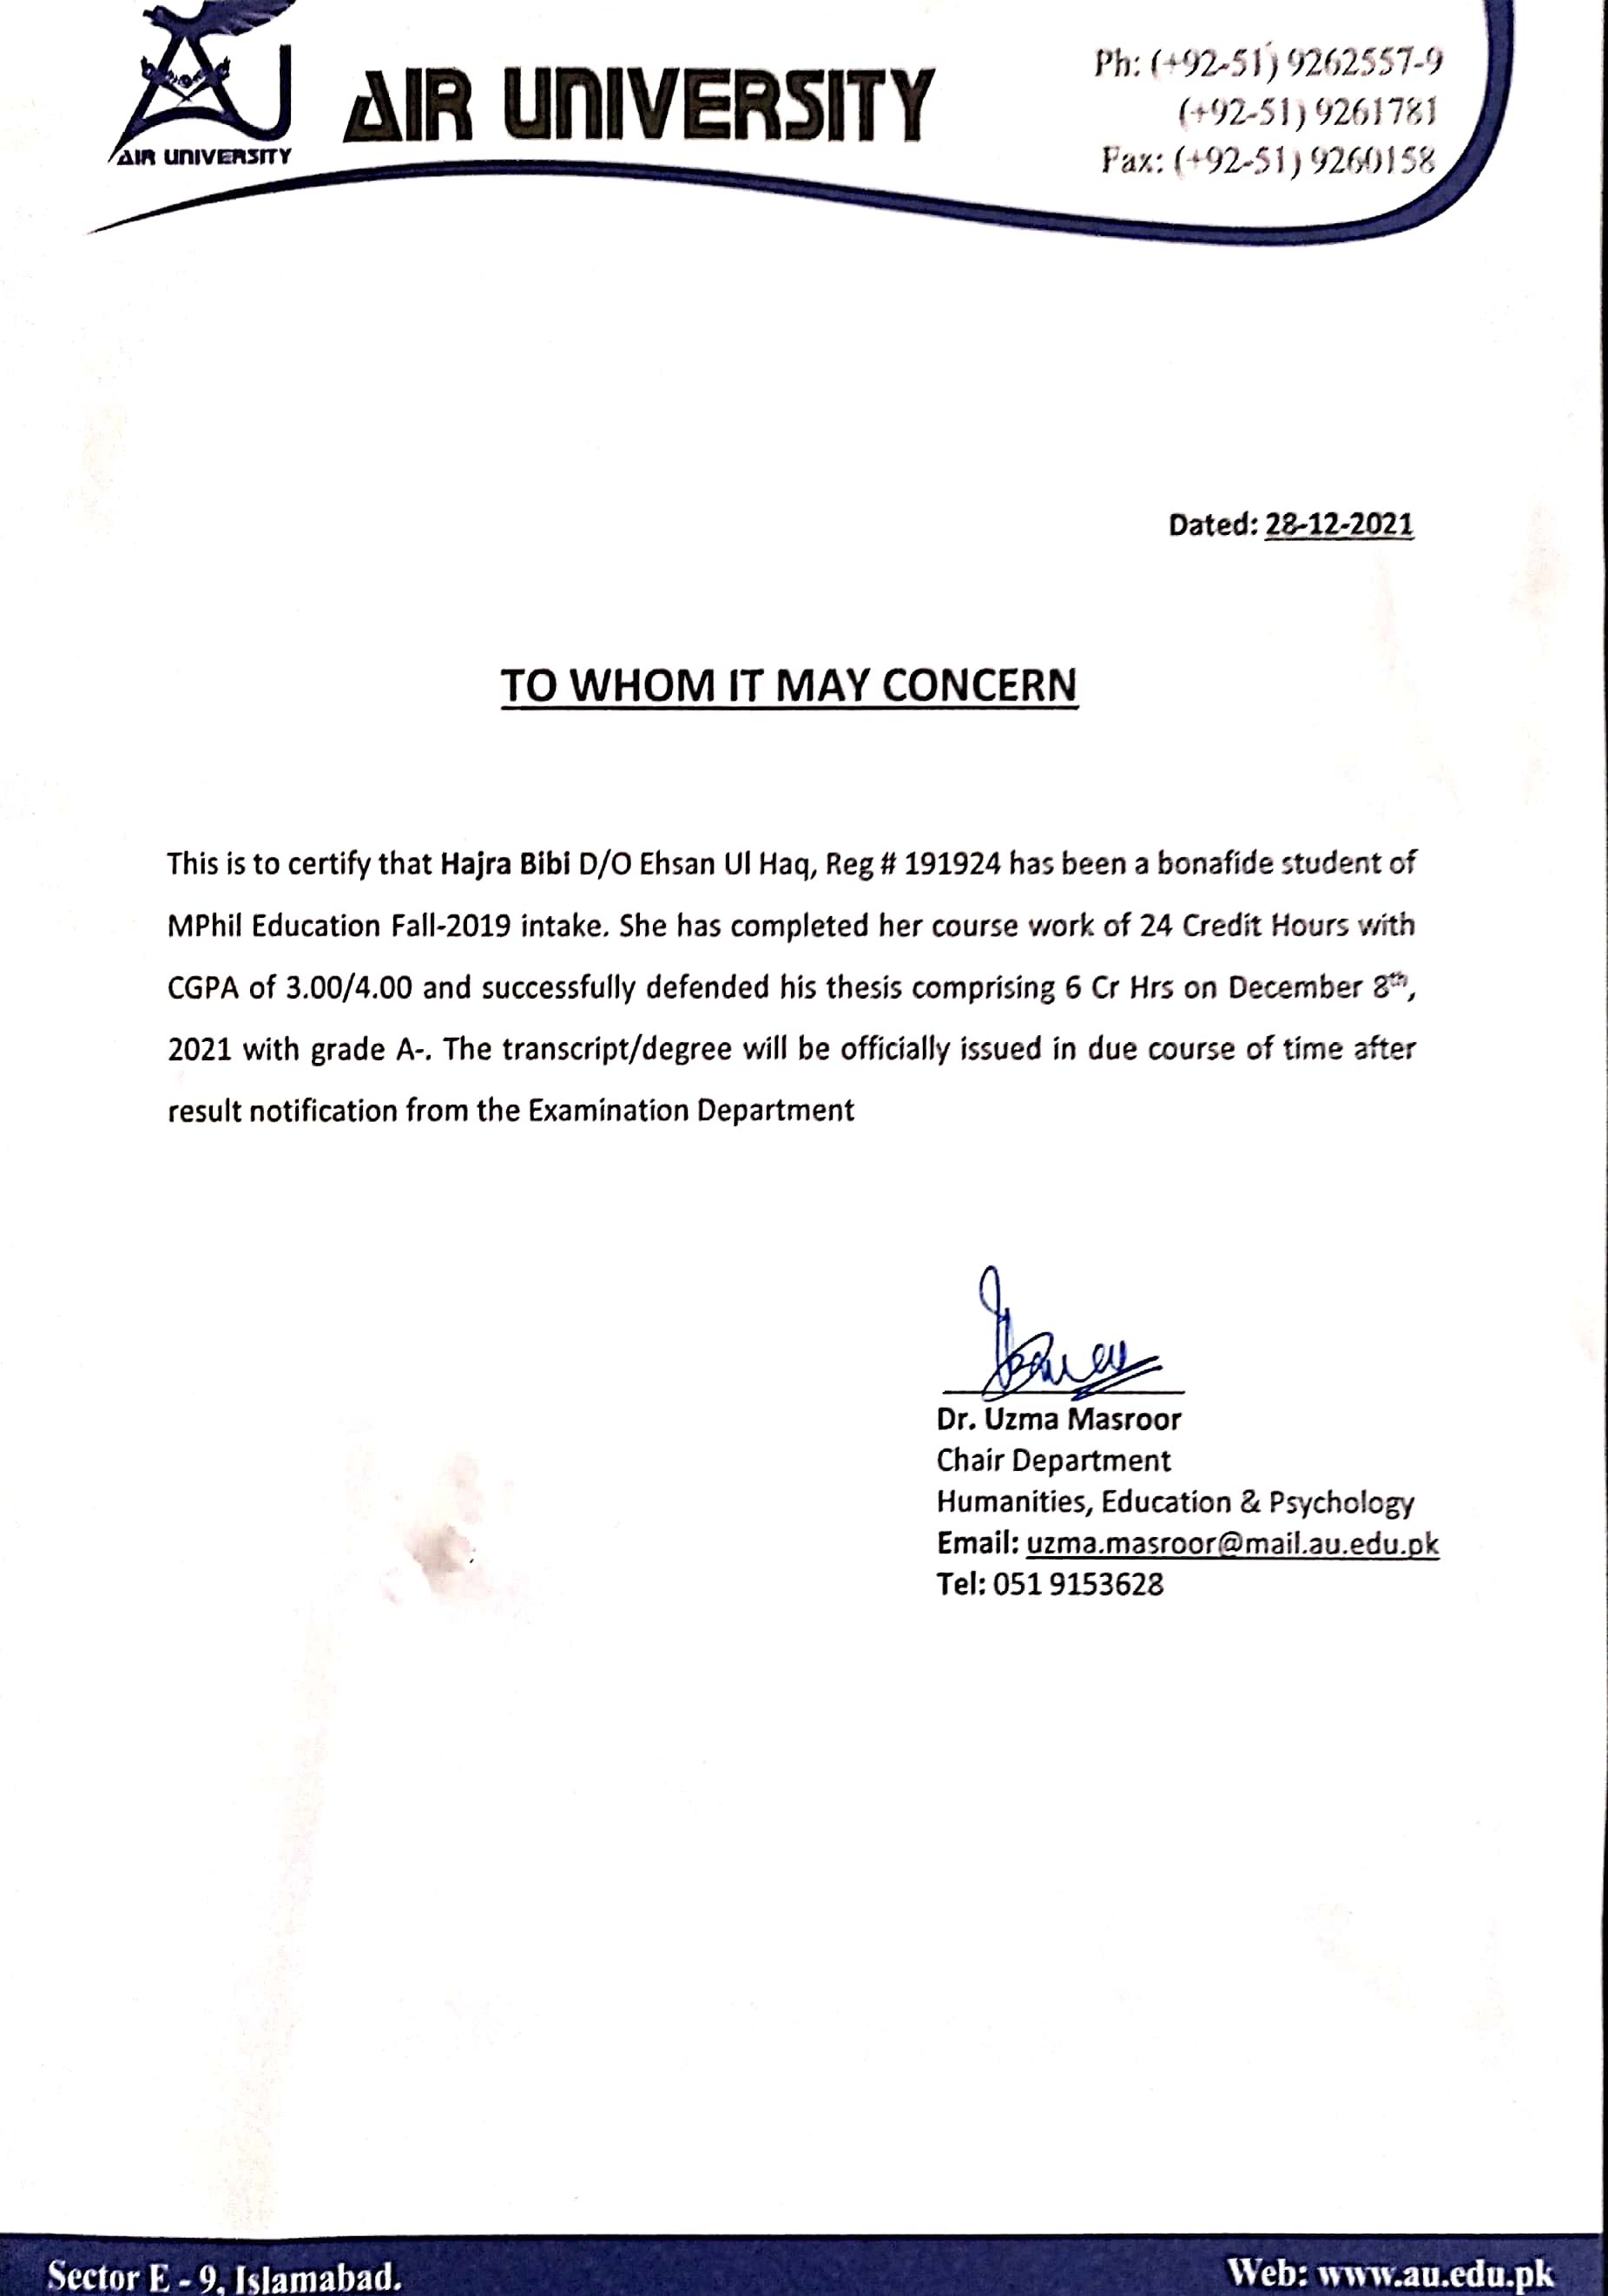 AIR UNIVERSITY
AIR UNIVERSITY
Ph: (+92-51) 9262557-9
(+92-51) 9261781
Fax: (+92-51) 9260158
Dated: 28-12-2021
TO WHOM IT MAY CONCERN
This is to certify that Hajra Bibi D/O Ehsan Ul Haq, Reg # 191924 has been a bonafide student of
MPhil Education Fall-2019 intake. She has completed her course work of 24 Credit Hours with
CGPA of 3.00/4.00 and successfully defended his thesis comprising 6 Cr Hrs on December 8th,
2021 with grade A-. The transcript/degree will be officially issued in due course of time after
result notification from the Examination Department
Dr. Uzma Masroor
Chair Department
Humanities, Education & Psychology
Email: uzma.masroor@mail.au.edu.pk
Tel: 051 9153628
Sector E - 9, Islamabad.
Web: www.au.edu.pk